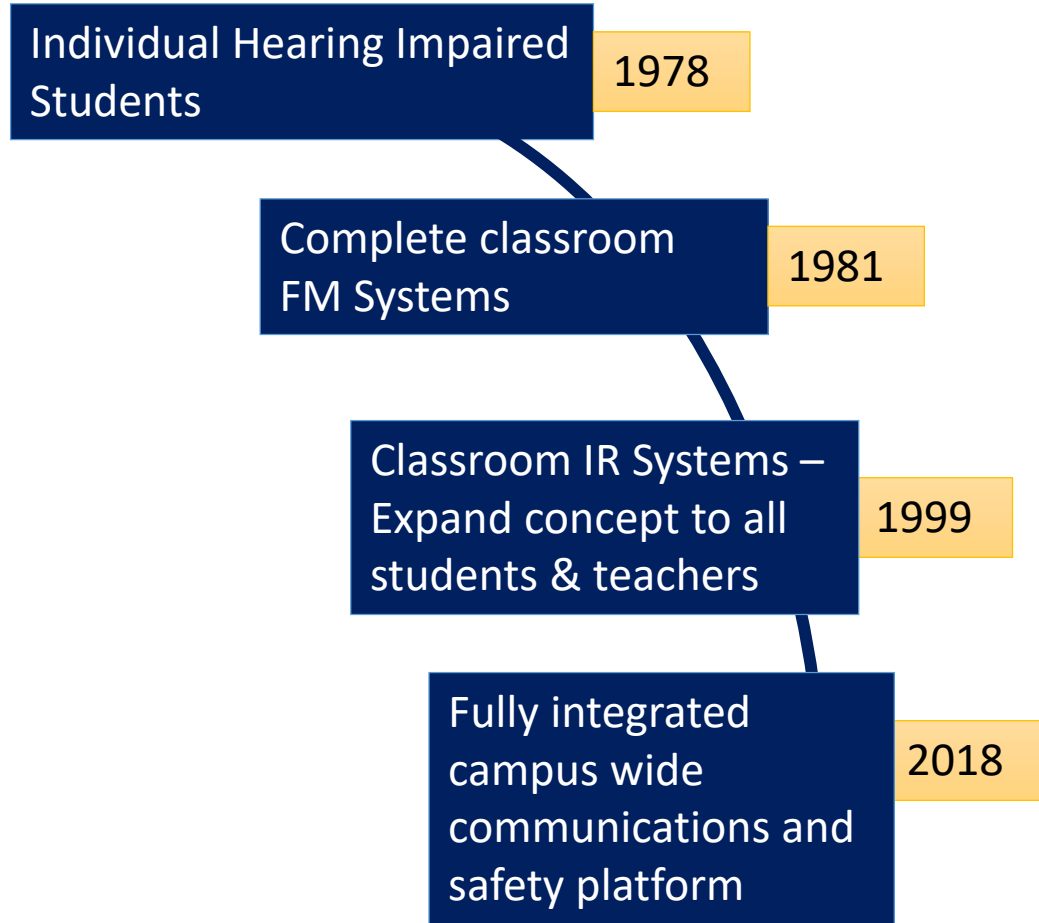 Individual Hearing Impaired
Students
1978
Complete classroom
FM Systems
1981
Classroom IR Systems –
Expand concept to all
students & teachers
1999
Fully integrated
campus wide
communications and
safety platform
2018